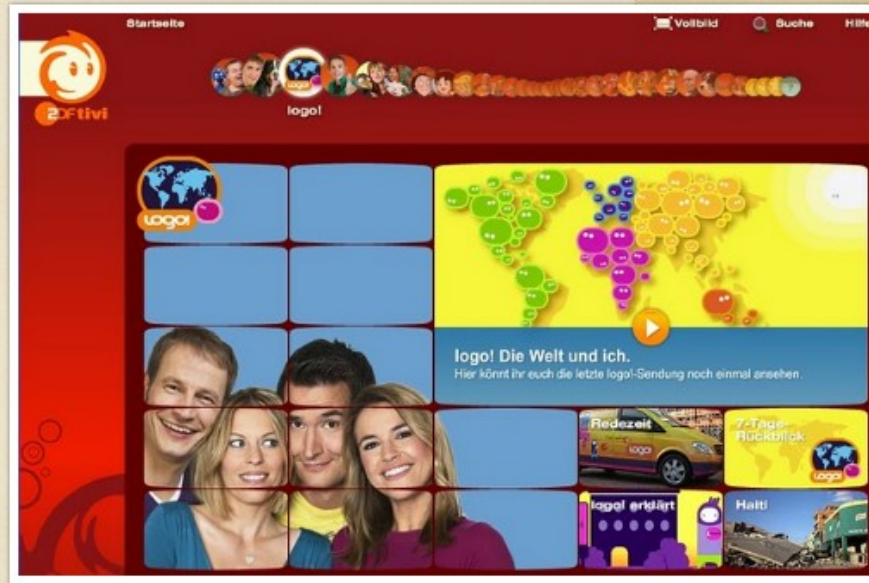 Startseite
Vollbild
Suche
Hilfe
ZDFtivi
logo!
LOGO!
logo! Die Welt und ich.
Hier könnt ihr euch die letzte logo!-Sendung noch einmal ansehen.
Redezeit
LOGO!
7-Tage-
Rückblick
LOGO!
logo! erklärt
Haiti